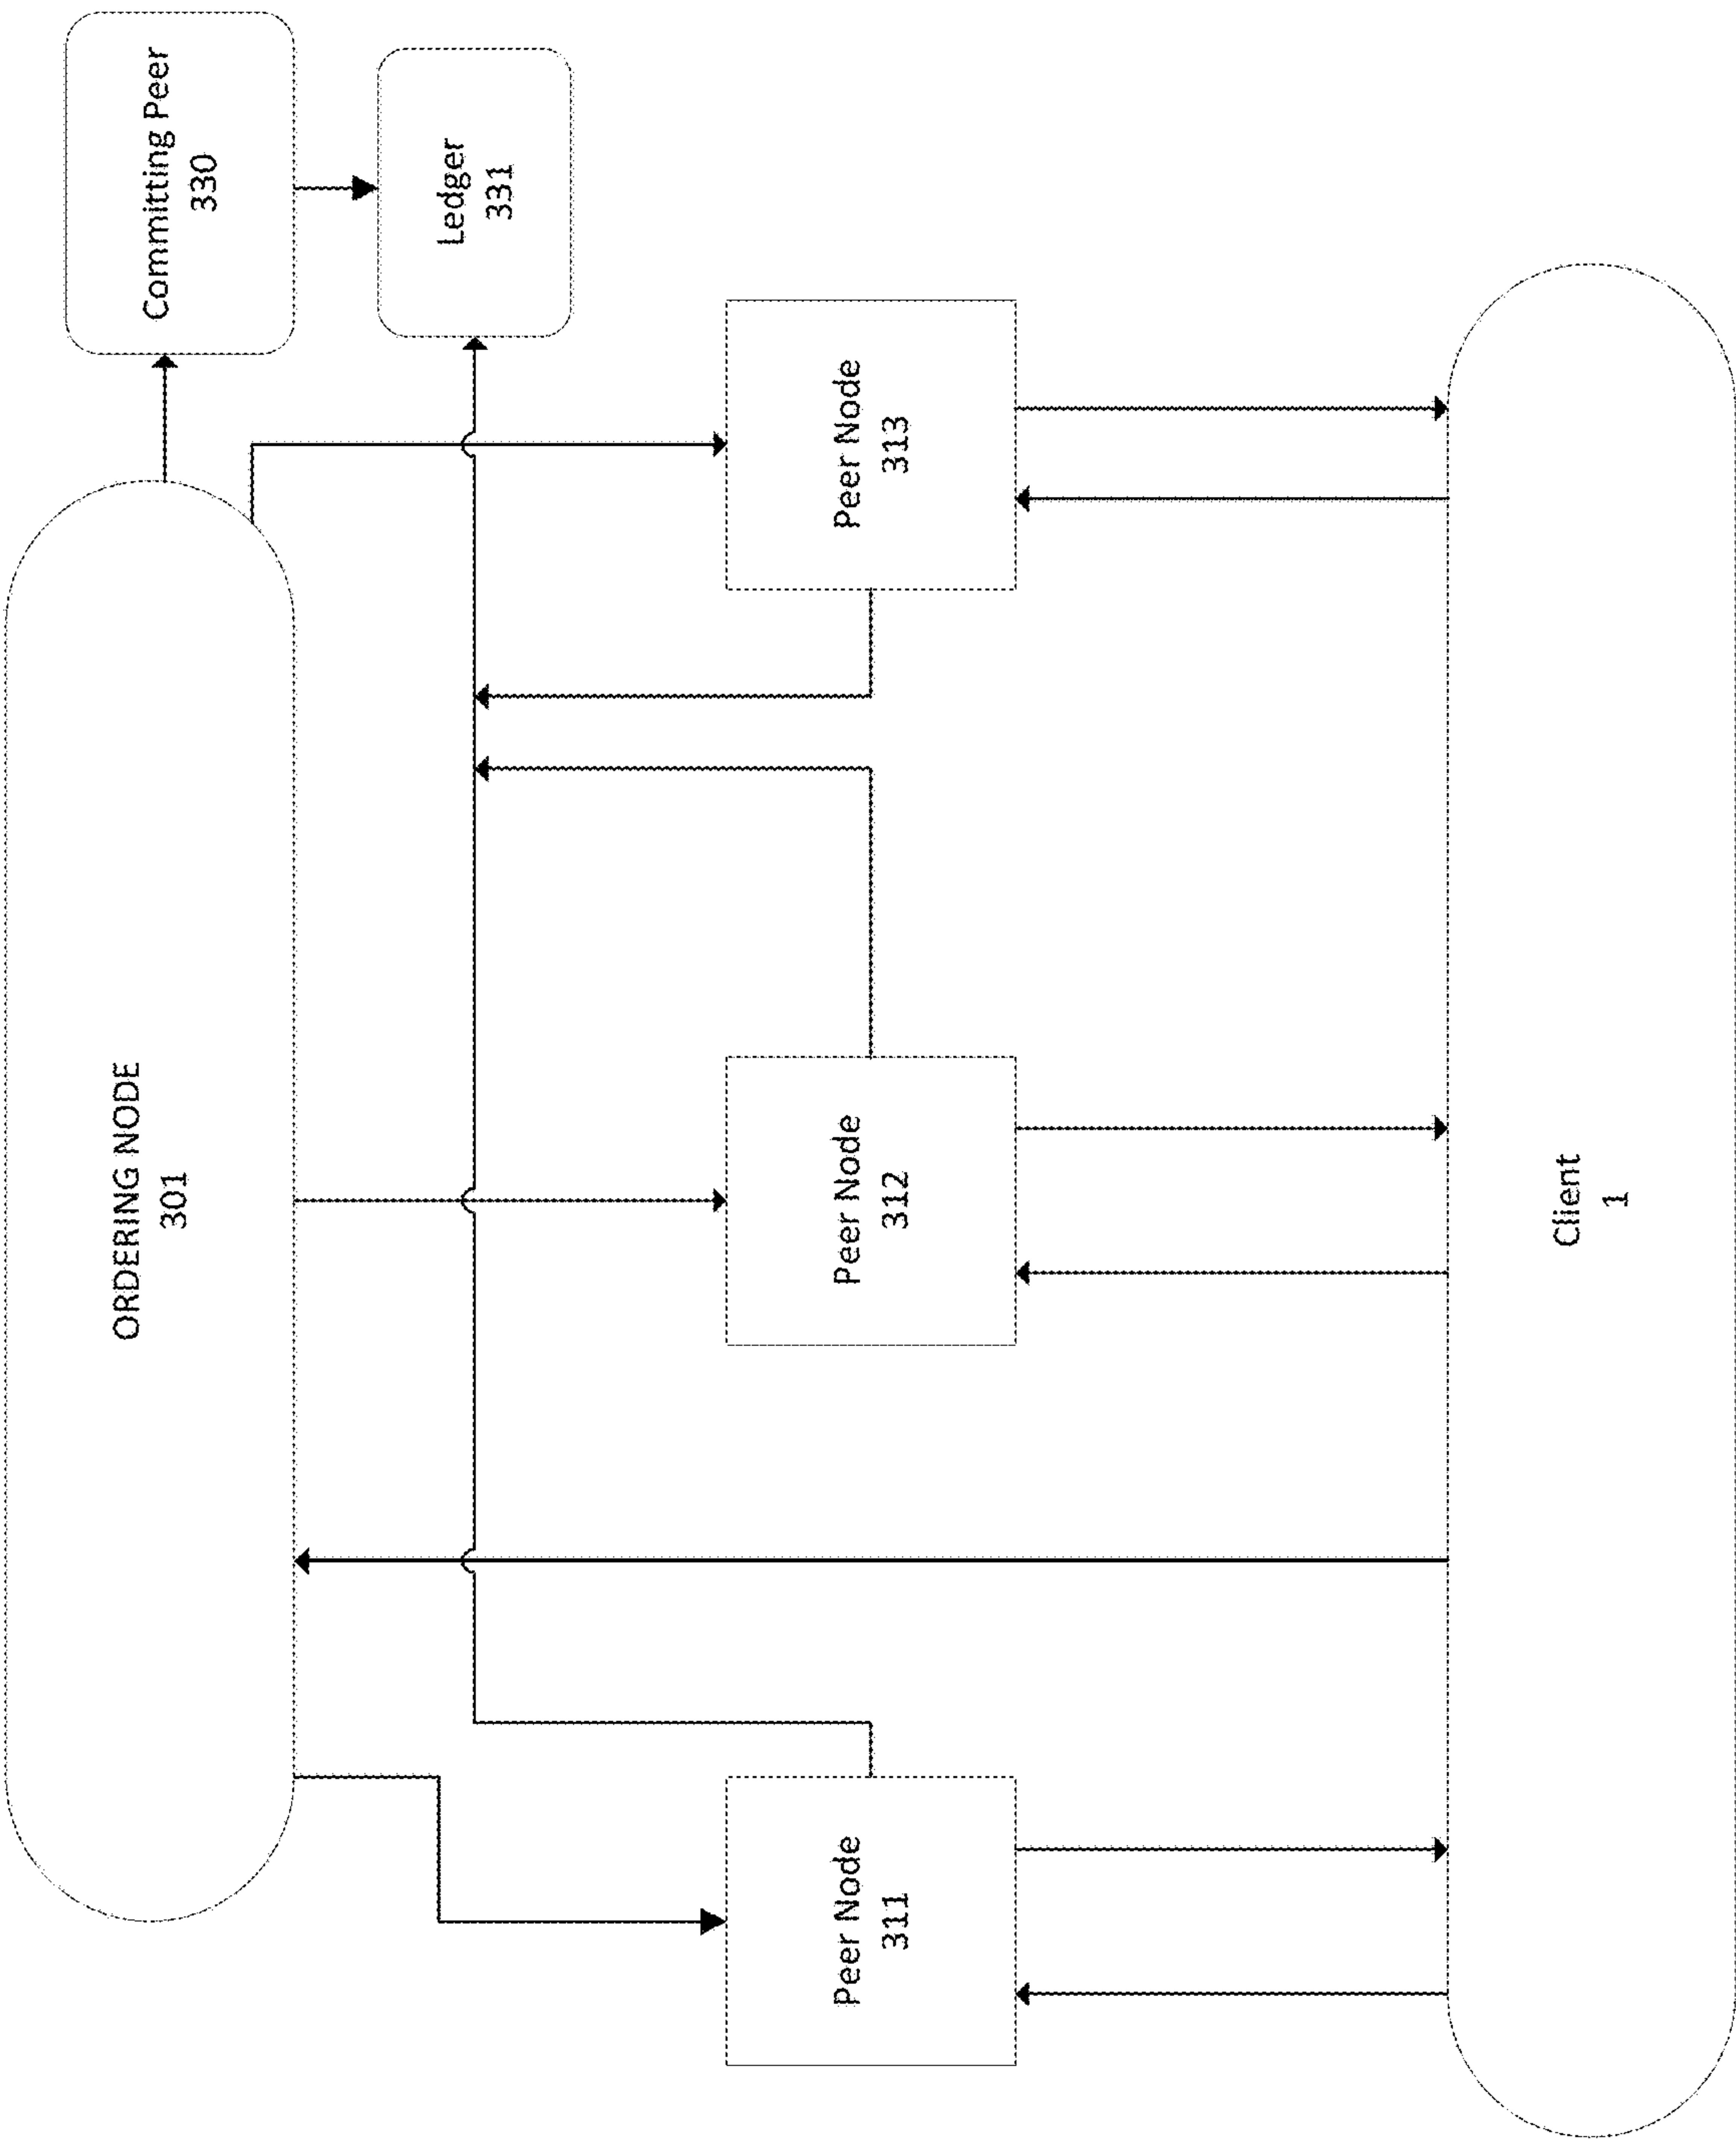 ORDERING NODE
301
Committing Peer
330
Ledger
331
Peer Node
311
Peer Node
312
Peer Node
313
Client
1